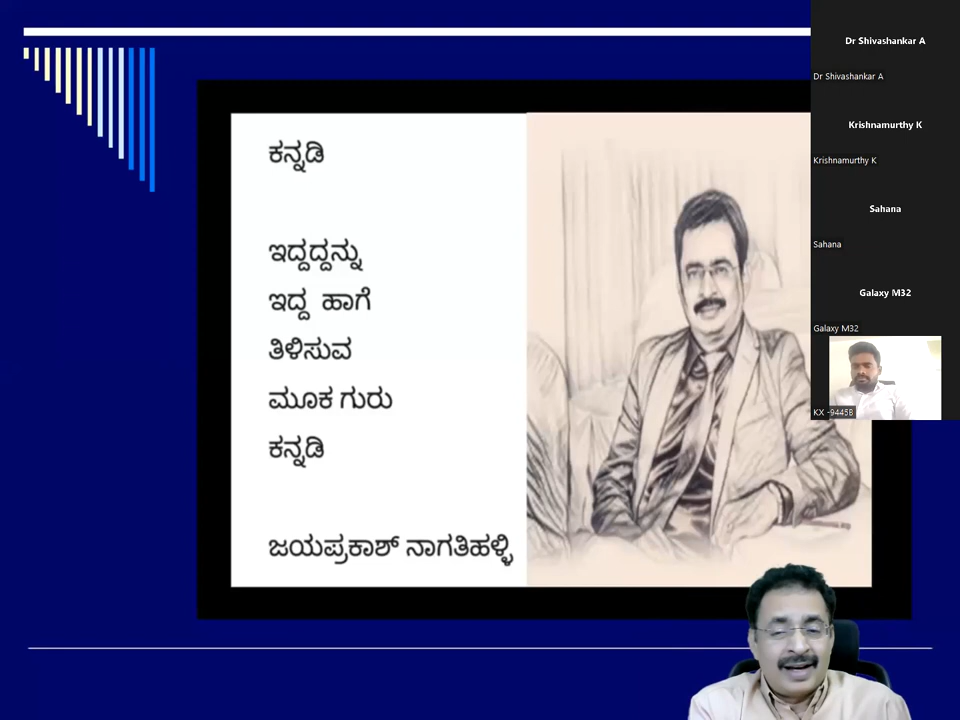 ಕನ್ನಡಿ
ಇದ್ದದ್ದನ್ನು
ಇದ್ದ ಹಾಗೆ
ತಿಳಿಸುವ
ಮೂಕ ಗುರು
ಕನ್ನಡಿ
ಜಯಪ್ರಕಾಶ್ ನಾಗತಿಹಳ್ಳಿ
Dr Shivashankar A
Dr Shivashankar A
Krishnamurthy K
Krishnamurthy K
Sahana
Sahana
Galaxy M32
Galaxy M32
KX -9445B